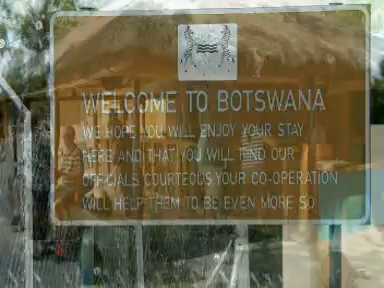 WELCOME TO BOTSWANA
WE HOPE YOU WILL ENJOY YOUR STAY
HERE AND THAT YOU WILL FIND OUR
OFFICIALS COURTEOUS.YOUR CO-OPERATION
WILL HELP THEM TO BE EVEN MORE SO